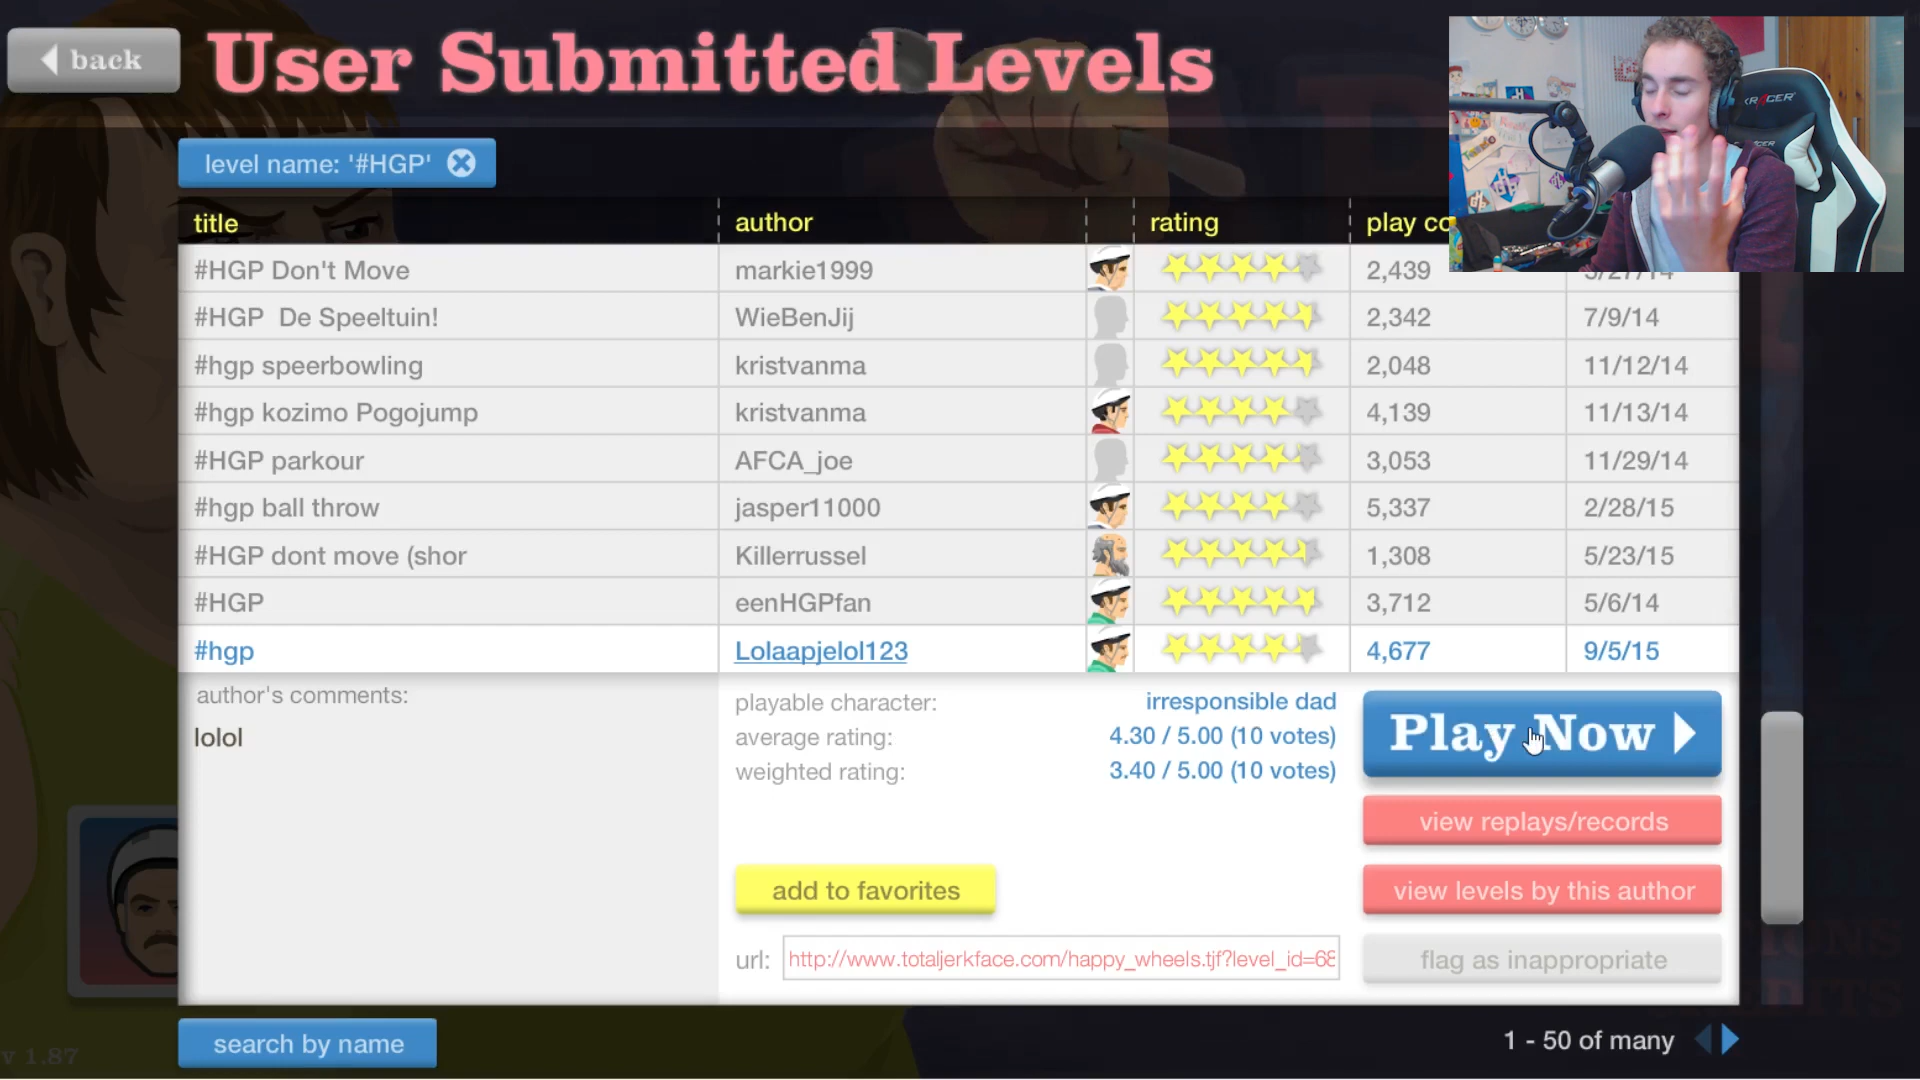 back
User Submitted Levels
level name: '#HGP'
title author rating play co
#HGP Don't Move markie1999 2,439 5/27/14
#HGP  De Speeltuin! WieBenJij 2,342 7/9/14
#hgp speerbowling kristvanma 2,048 11/12/14
#hgp kozimo Pogojump kristvanma 4,139 11/13/14
#HGP parkour AFCA_joe 3,053 11/29/14
#hgp ball throw jasper11000 5,337 2/28/15
#HGP dont move (shor Killerrussel 1,308 5/23/15
#HGP eenHGPfan 3,712 5/6/14
#hgp Lolaapjelol123 4,677 9/5/15
author's comments:
lolol
playable character: irresponsible dad
average rating: 4.30 / 5.00 (10 votes)
weighted rating: 3.40 / 5.00 (10 votes)
Play Now
view replays/records
add to favorites
view levels by this author
url: http://www.totaljerkface.com/happy_wheels.tjf?level_id=68
flag as inappropriate
search by name
1 - 50 of many
v 1.87